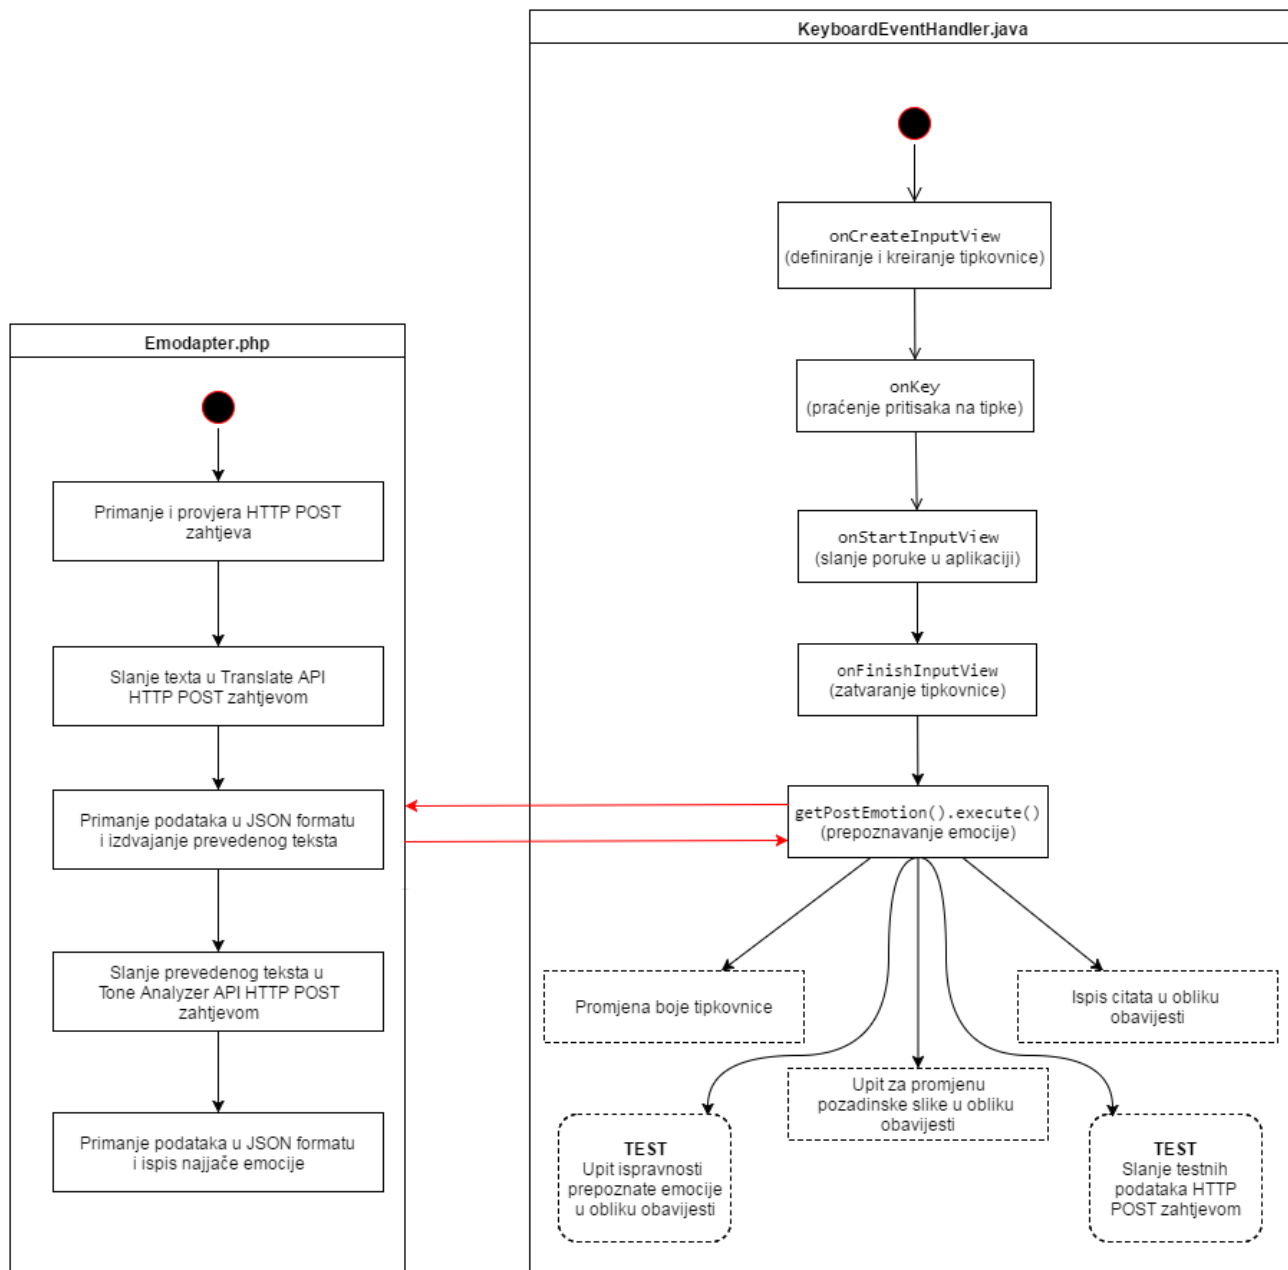 KeyboardEventHandler.java
onCreateInputView
(definiranje i kreiranje tipkovnice)
onKey
(praćenje pritisaka na tipke)
onStartInputView
(slanje poruke u aplikaciji)
onFinishInputView
(zatvaranje tipkovnice)
getPostEmotion().execute()
(prepoznavanje emocije)
Promjena boje tipkovnice
Ispis citata u obliku
obavijesti
Upit za promjenu
pozadinske slike u obliku
obavijesti
TEST
Upit ispravnosti
prepoznate emocije
u obliku obavijesti
TEST
Slanje testnih
podataka HTTP
POST zahtjevom
Emodapter.php
Primanje i provjera HTTP POST
zahtjeva
Slanje texta u Translate API
HTTP POST zahtjevom
Primanje podataka u JSON formatu
i izdvajanje prevedenog teksta
Slanje prevedenog teksta u
Tone Analyzer API HTTP POST
zahtjevom
Primanje podataka u JSON formatu
i ispis najjače emocije